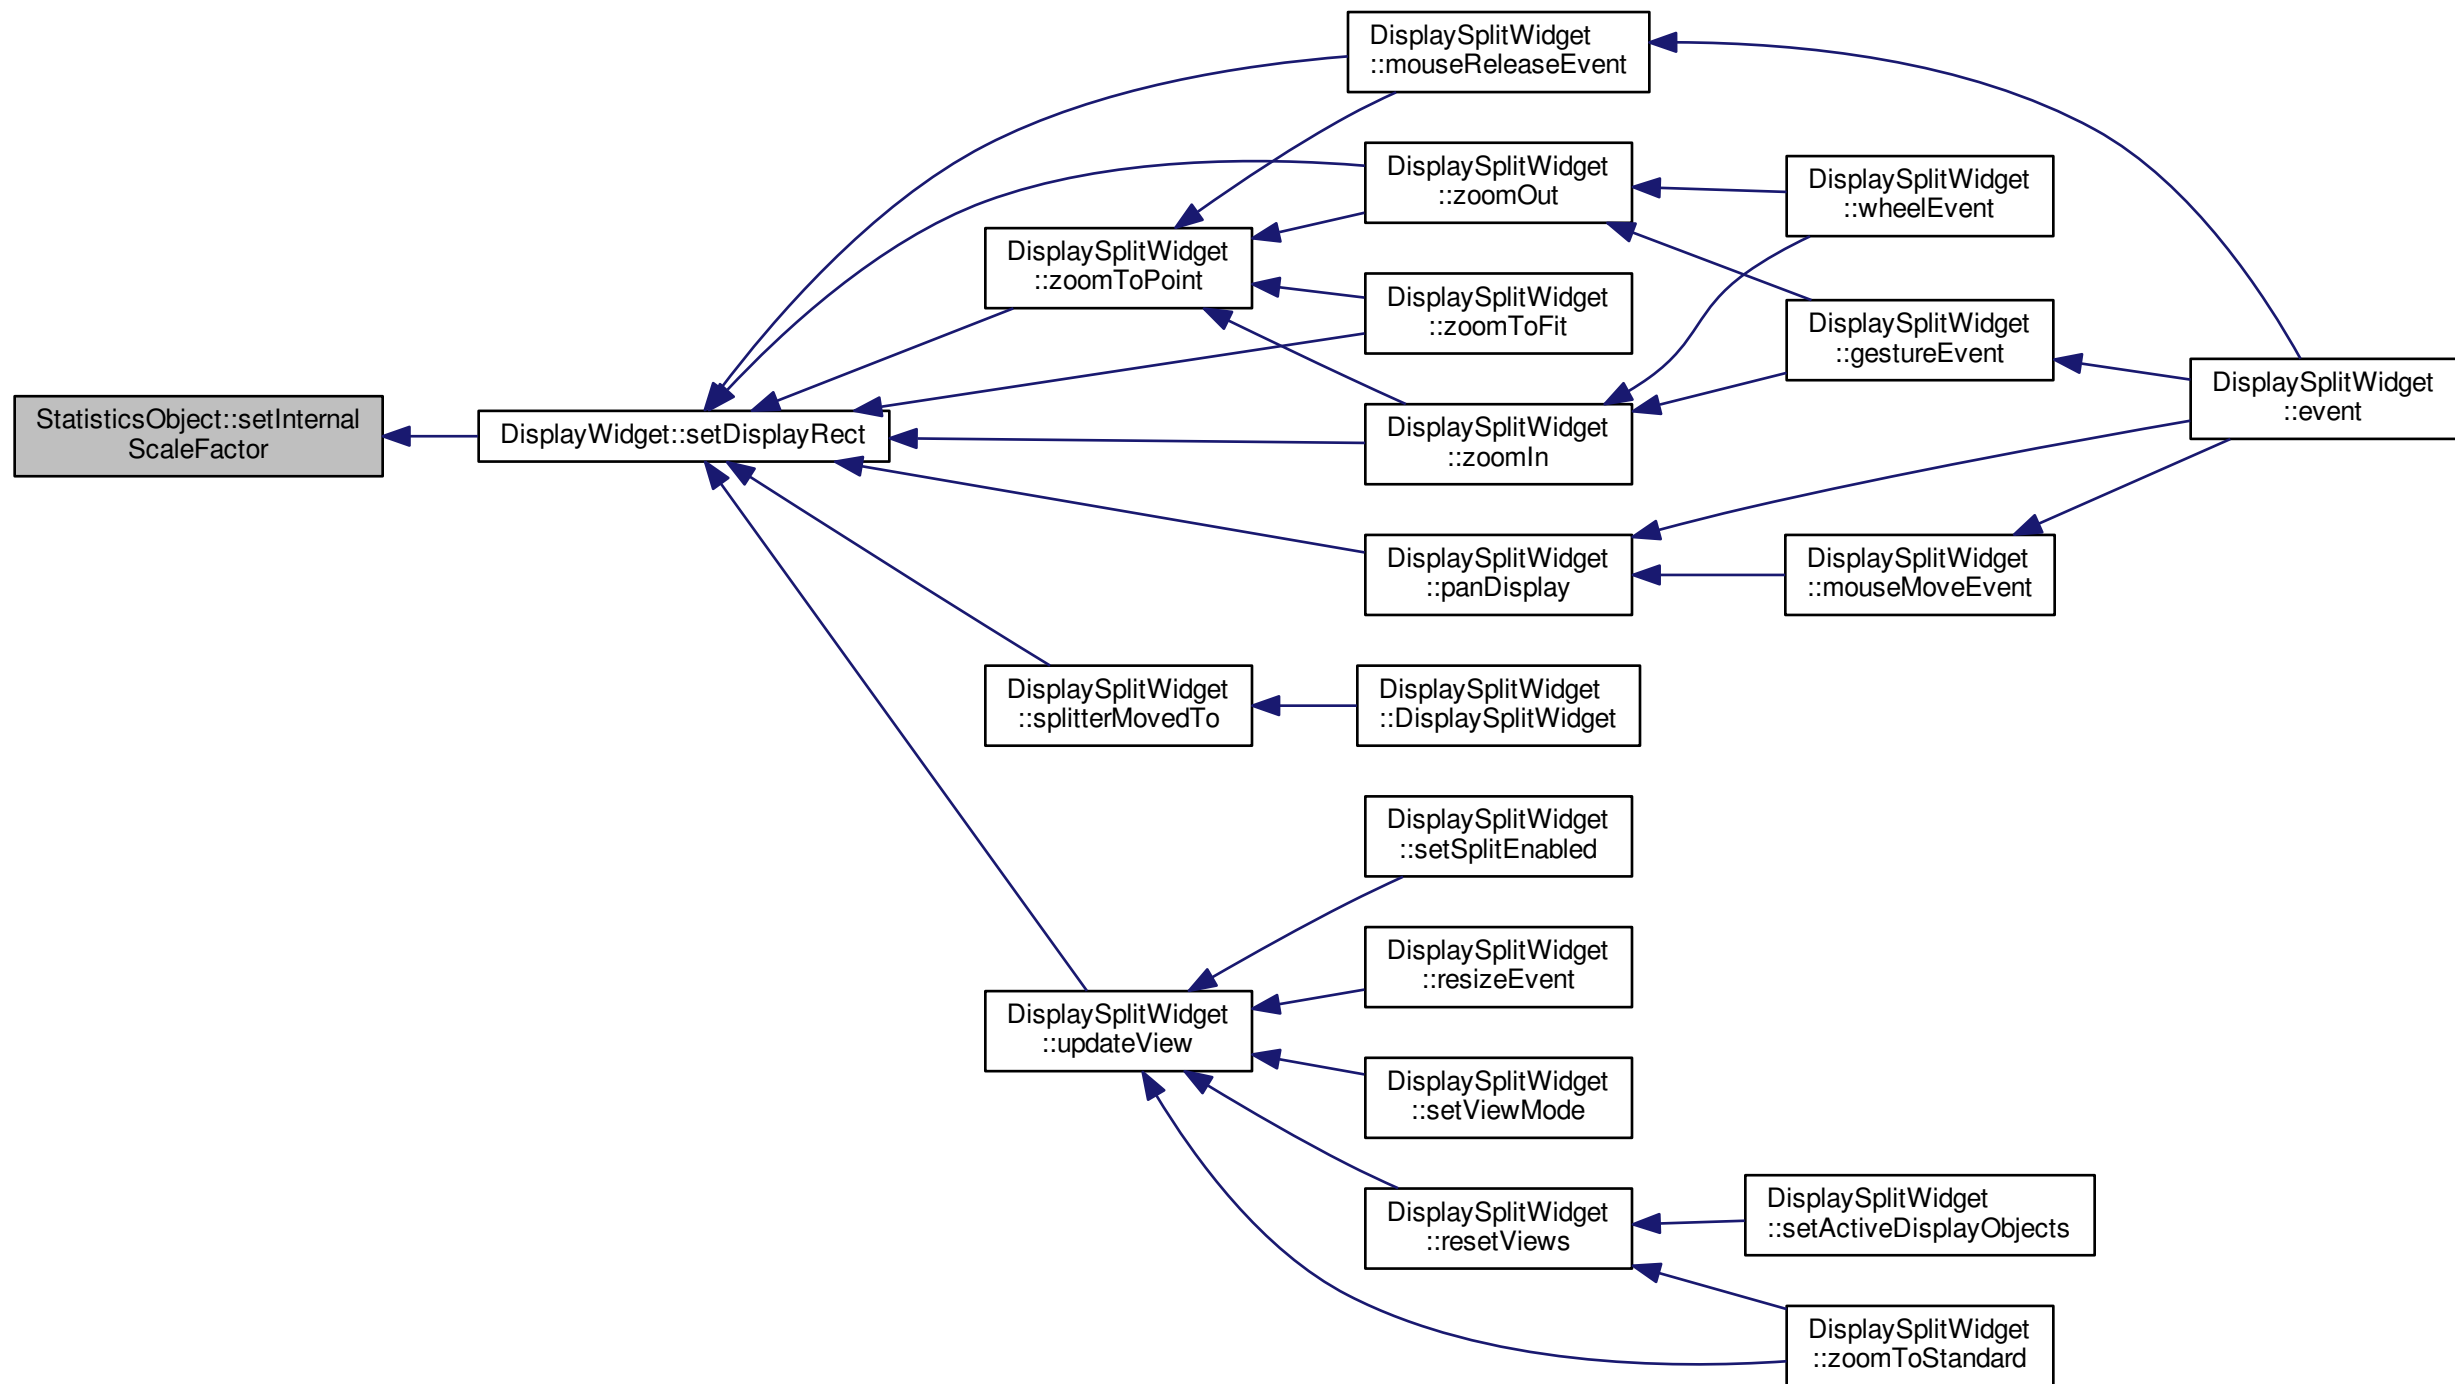 DisplaySplitWidget
::mouseReleaseEvent
DisplaySplitWidget
::zoomOut
DisplaySplitWidget
::wheelEvent
DisplaySplitWidget
::zoomToPoint
DisplaySplitWidget
::zoomToFit
DisplaySplitWidget
::gestureEvent
DisplaySplitWidget
::event
StatisticsObject::setInternal
ScaleFactor
DisplayWidget::setDisplayRect
DisplaySplitWidget
::zoomIn
DisplaySplitWidget
::panDisplay
DisplaySplitWidget
::mouseMoveEvent
DisplaySplitWidget
::splitterMovedTo
DisplaySplitWidget
::DisplaySplitWidget
DisplaySplitWidget
::setSplitEnabled
DisplaySplitWidget
::resizeEvent
DisplaySplitWidget
::updateView
DisplaySplitWidget
::setViewMode
DisplaySplitWidget
::resetViews
DisplaySplitWidget
::setActiveDisplayObjects
DisplaySplitWidget
::zoomToStandard